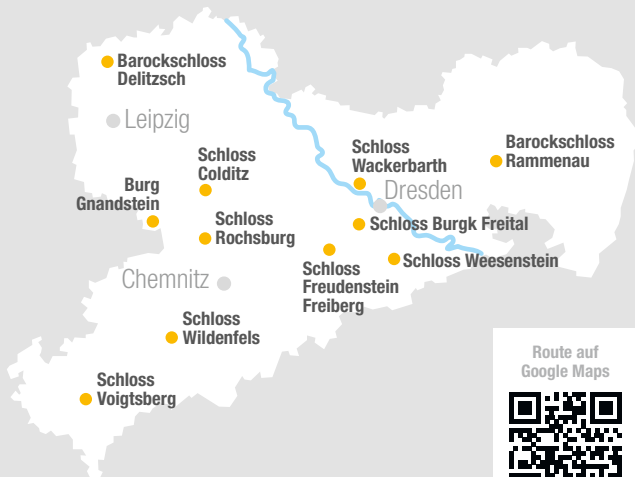 Barockschloss
Delitzsch
Leipzig
Schloss
Colditz
Burg
Gnandstein
Schloss
Rochsburg
Chemnitz
Schloss
Wildenfels
Schloss
Voigtsberg
Schloss
Wackerbarth
Dresden
Barockschloss
Rammenau
Schloss Burgk Freital
Schloss Weesenstein
Schloss
Freudenstein
Freiberg
Route auf
Google Maps